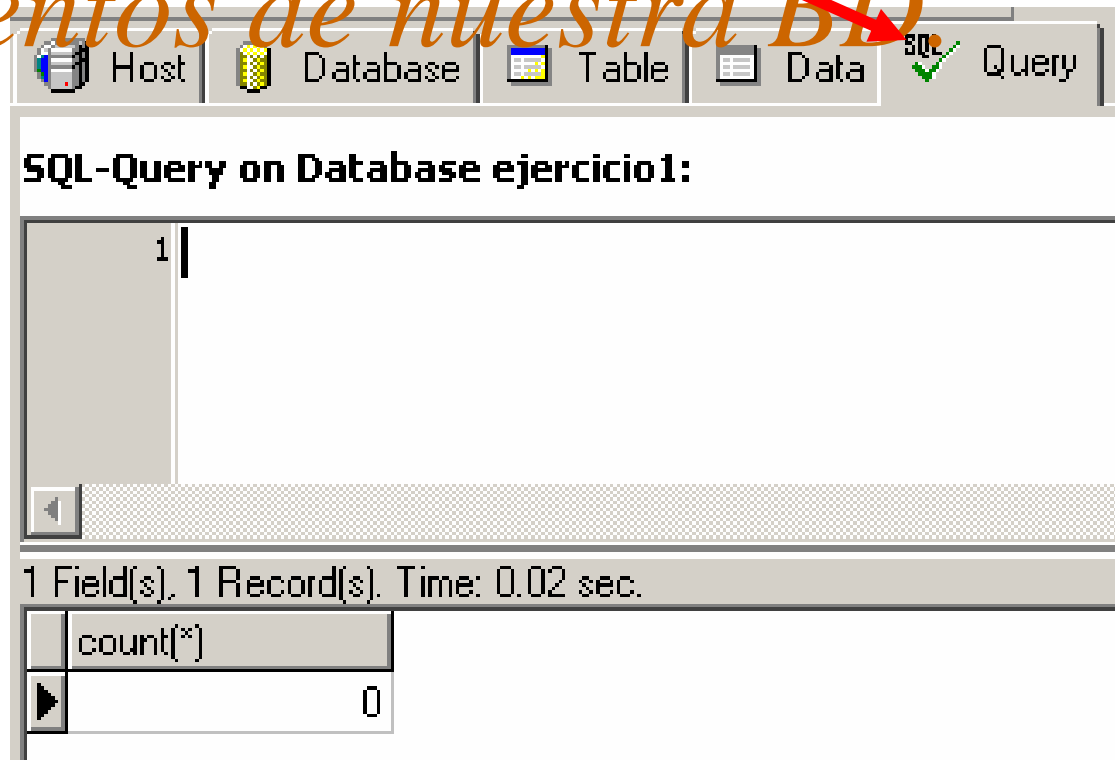 entos de nuestra BD.
Host Database Table Data SQL Query
SQL-Query on Database ejercicio1:
1
1 Field(s), 1 Record(s). Time: 0.02 sec.
count(*)
0